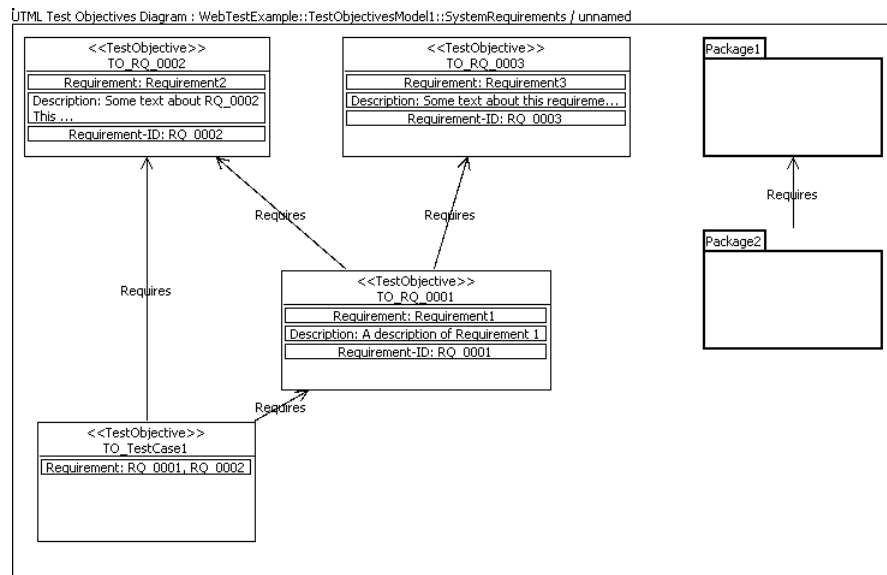 UTML Test Objectives Diagram : WebTestExample::TestObjectivesModel1::SystemRequirements / unnamed
<<TestObjective>>
TO_RQ_0002
Requirement: Requirement2
Description: Some text about RQ_0002
This ...
Requirement-ID: RQ_0002
<<TestObjective>>
TO_RQ_0003
Requirement: Requirement3
Description: Some text about this requireme...
Requirement-ID: RQ_0003
Package1
Requires
Requires
Requires
Package2
Requires
<<TestObjective>>
TO_RQ_0001
Requirement: Requirement1
Description: A description of Requirement 1
Requirement-ID: RQ_0001
Requires
<<TestObjective>>
TO_TestCase1
Requirement: RQ_0001, RQ_0002